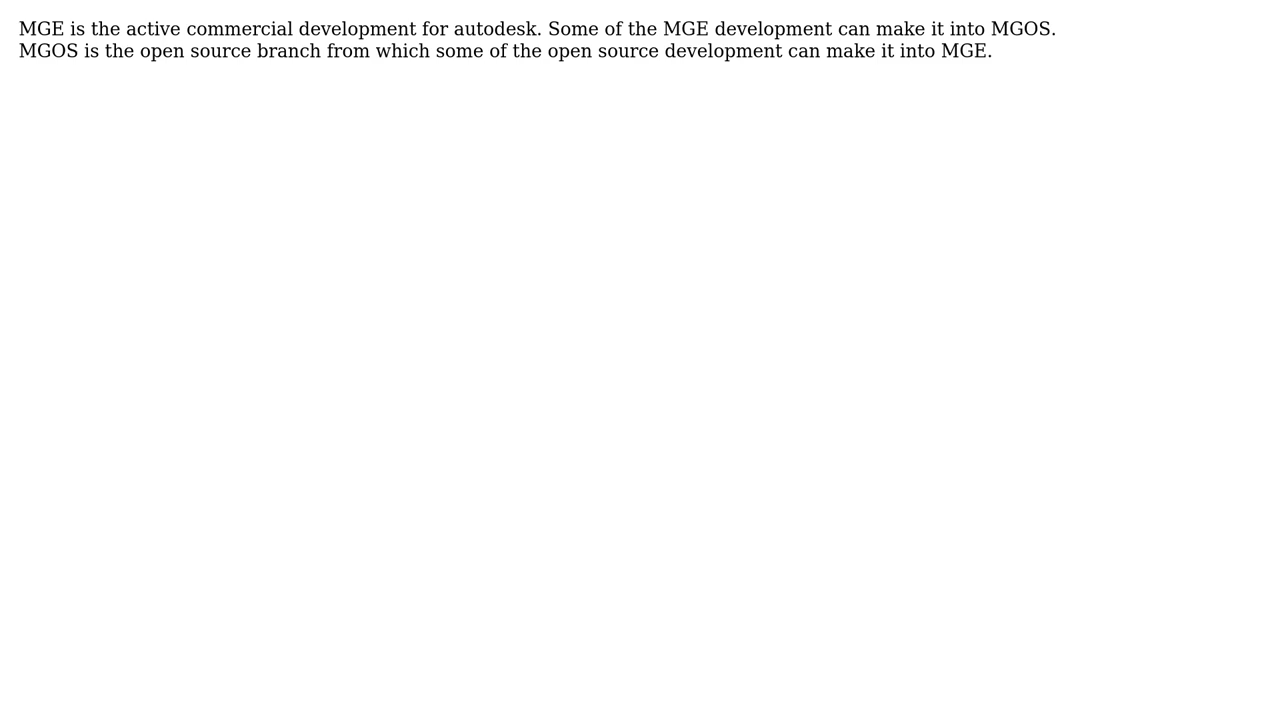 MGE is the active commercial development for autodesk. Some of the MGE development can make it into MGOS.
MGOS is the open source branch from which some of the open source development can make it into MGE.